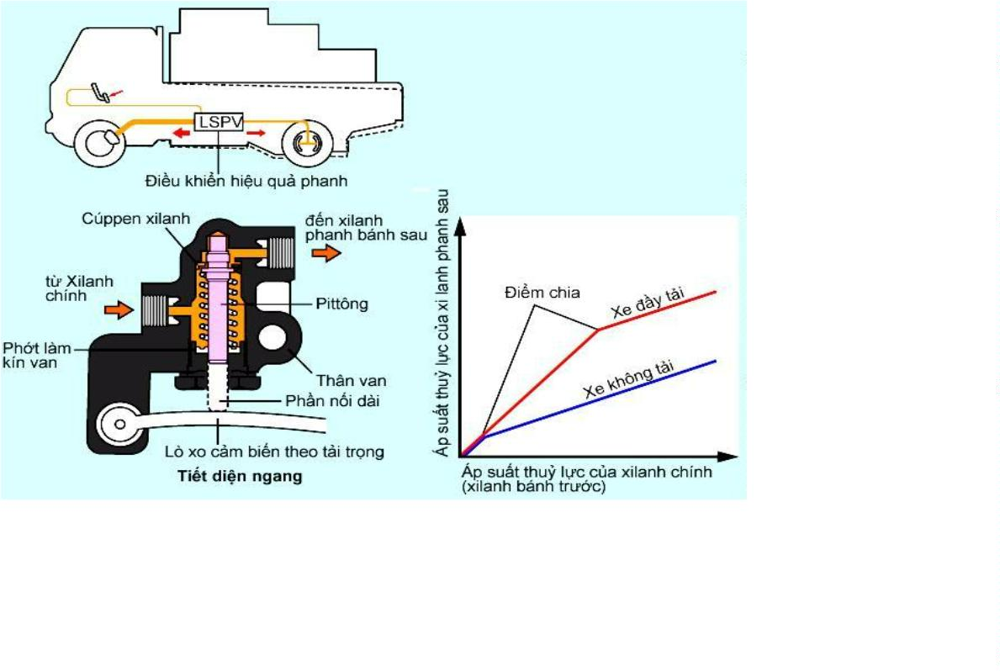 LSPV
Điều khiển hiệu quả phanh
Cúppen xilanh
đến xilanh
phanh bánh sau
từ Xilanh
chính
Pittông
Phớt làm
kín van
Thân van
Phần nối dài
Lò xo cảm biến theo tải trọng
Tiết diện ngang
Áp suất thuỷ lực của xi lanh phanh sau
Điểm chia
Xe đầy tải
Xe không tải
Áp suất thuỷ lực của xilanh chính
(xilanh bánh trước)